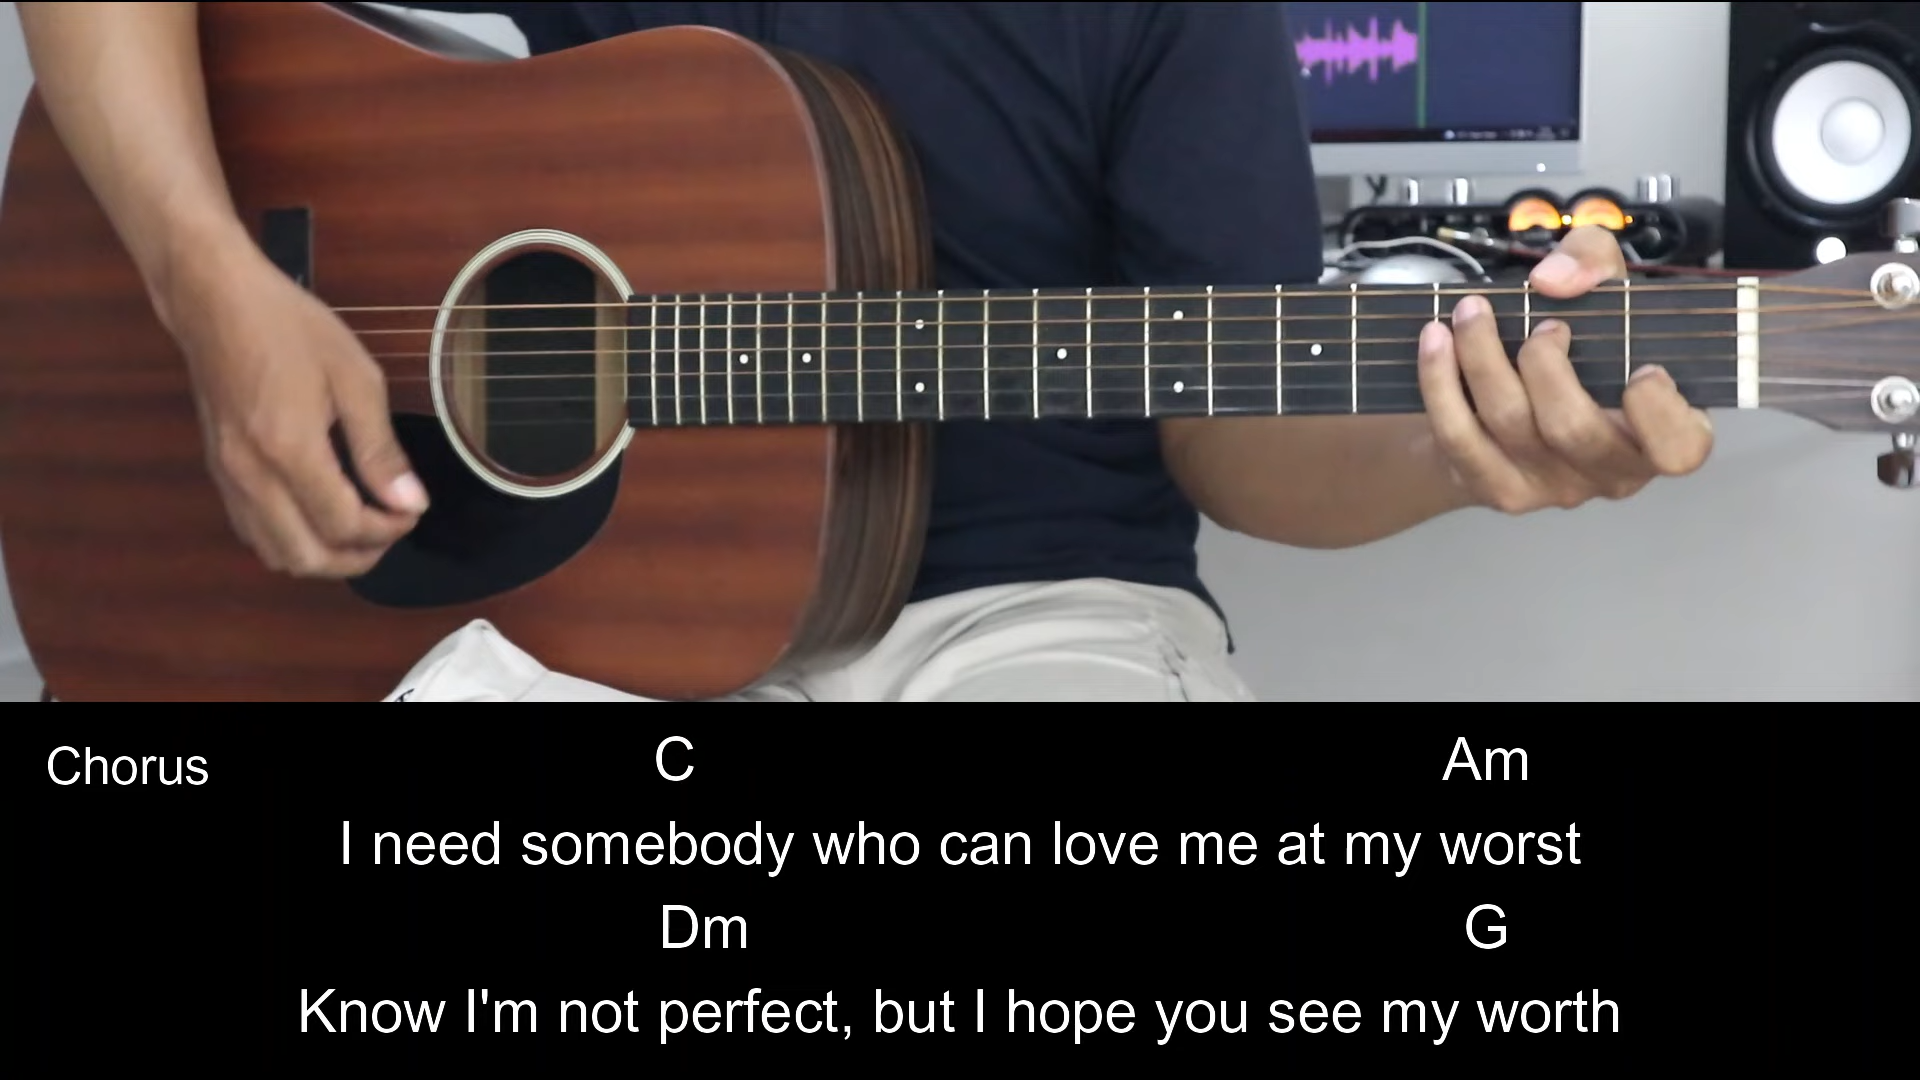 Chorus
C Am
I need somebody who can love me at my worst
Dm G
Know I'm not perfect, but I hope you see my worth